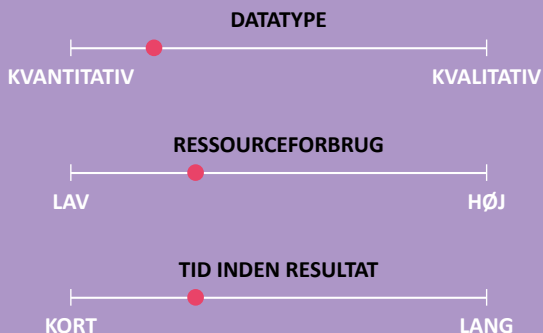 DATATYPE
KVANTITATIV KVALITATIV
RESSOURCEFORBRUG
LAV HØJ
TID INDEN RESULTAT
KORT LANG